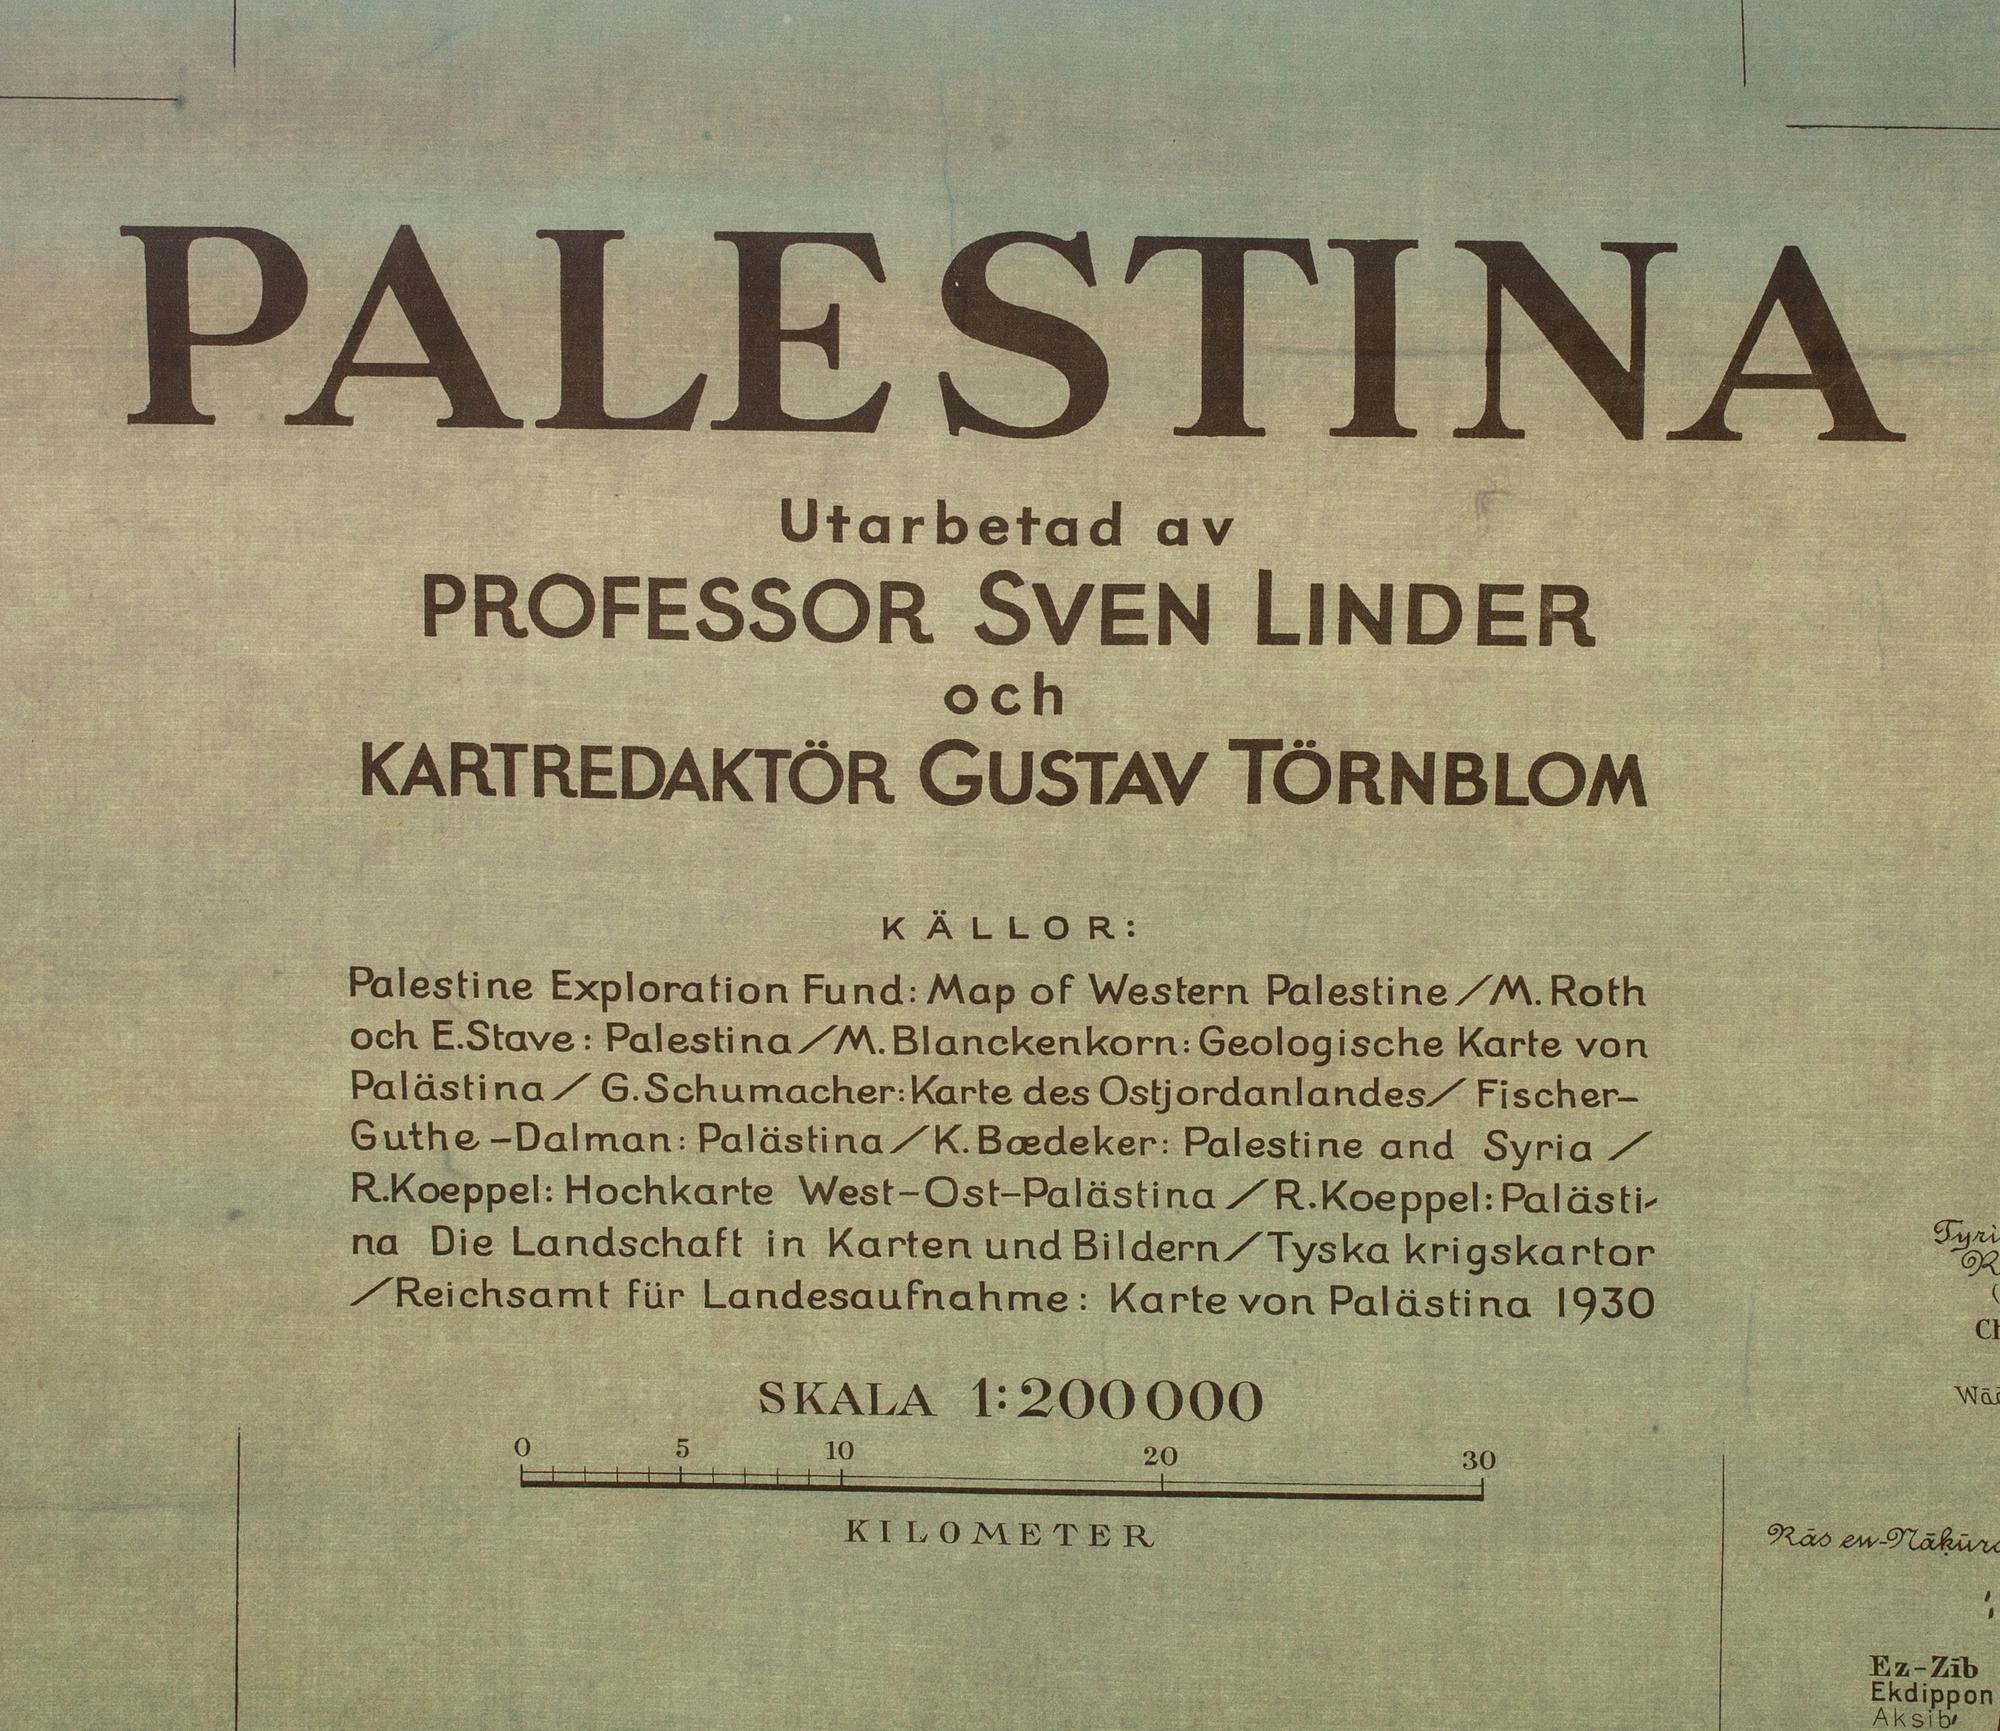 PALESTINA
Utarbetad av
PROFESSOR SVEN LINDER
och
KARTREDAKTÖR GUSTAV TÖRNBLOM
KÄLLOR:
Palestine Exploration Fund: Map of Western Palestine / M. Roth
och E. Stave: Palestina / M. Blanckenkorn: Geologische Karte von
Palästina / G. Schumacher: Karte des Ostjordanlandes / Fischer-
Guthe-Dalman: Palästina / K. Bædeker: Palestine and Syria /
R. Koeppel: Hochkarte West-Ost-Palästina / R. Koeppel: Palästi-
na Die Landschaft in Karten und Bildern / Tyska krigskartor
/ Reichsamt für Landesaufnahme: Karte von Palästina 1930
SKALA 1:200 000
0 5 10 20 30
KILOMETER
Ez-Zīb
Ekdippon